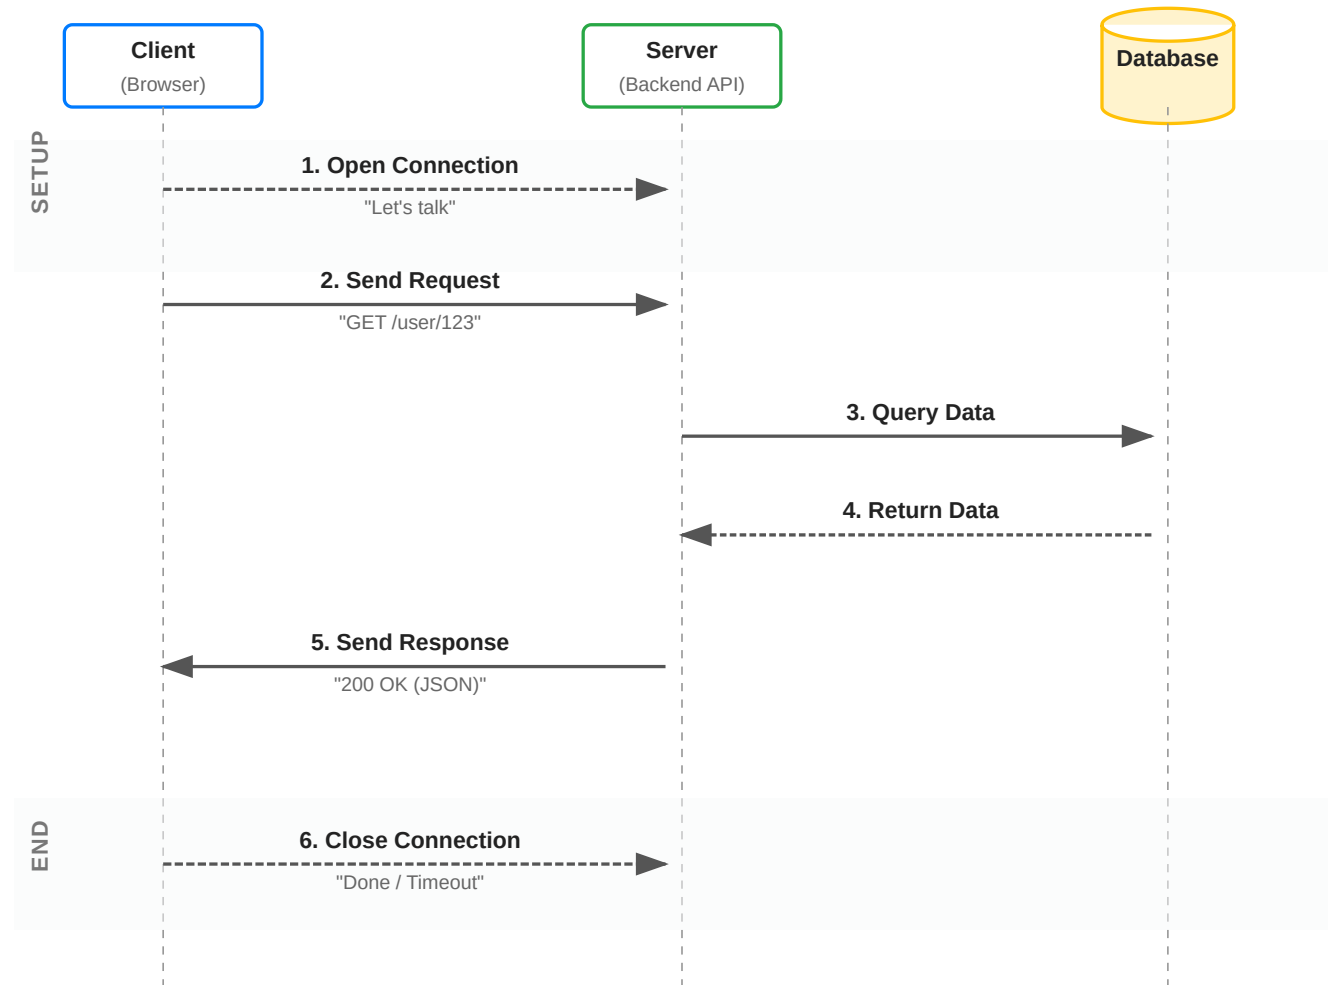 Client
(Browser)
Server
(Backend API)
Database
SETUP
1. Open Connection
"Let's talk"
2. Send Request
"GET /user/123"
3. Query Data
4. Return Data
5. Send Response
"200 OK (JSON)"
END
6. Close Connection
"Done / Timeout"